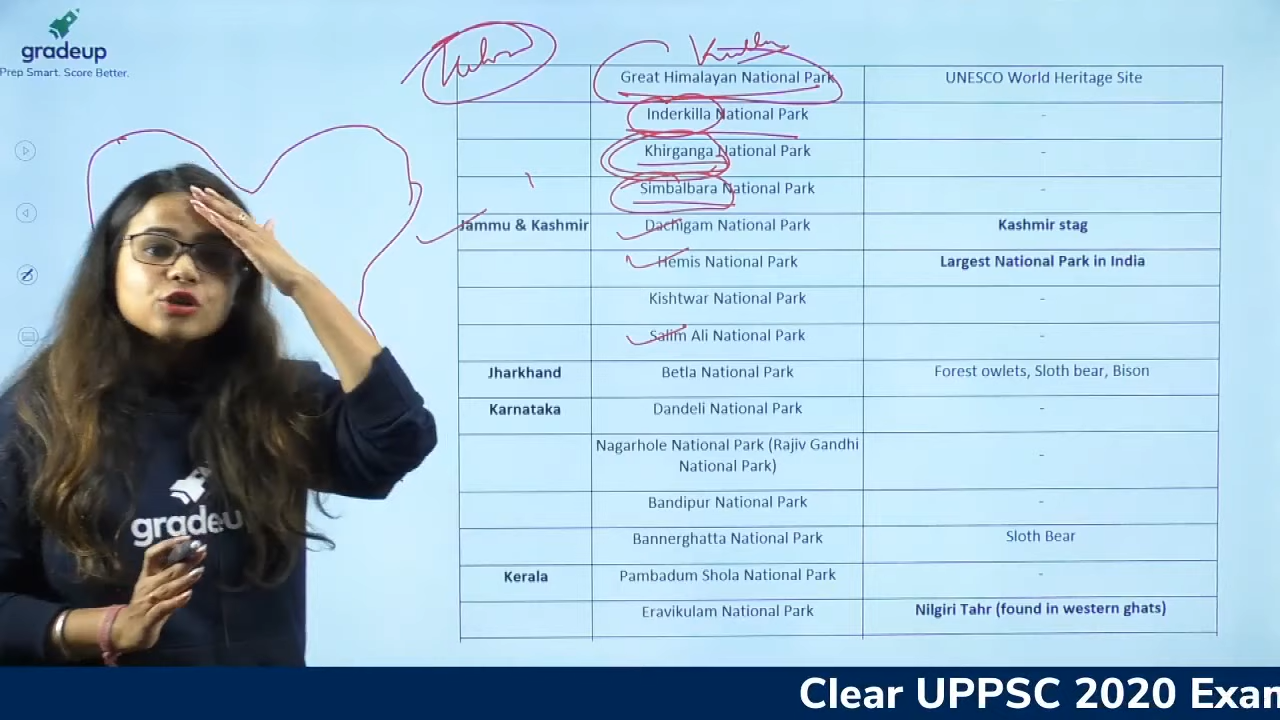 gradeup
Prep Smart. Score Better.
Kullu
Great Himalayan National Park UNESCO World Heritage Site
Inderkilla National Park -
Khirganga National Park -
Simbalbara National Park -
Jammu & Kashmir Dachigam National Park Kashmir stag
Hemis National Park Largest National Park in India
Kishtwar National Park -
Salim Ali National Park -
Jharkhand Betla National Park Forest owlets, Sloth bear, Bison
Karnataka Dandeli National Park -
Nagarhole National Park (Rajiv Gandhi
National Park) -
Bandipur National Park -
Bannerghatta National Park Sloth Bear
Kerala Pambadum Shola National Park -
Eravikulam National Park Nilgiri Tahr (found in western ghats)
gradeu
Clear UPPSC 2020 Exan